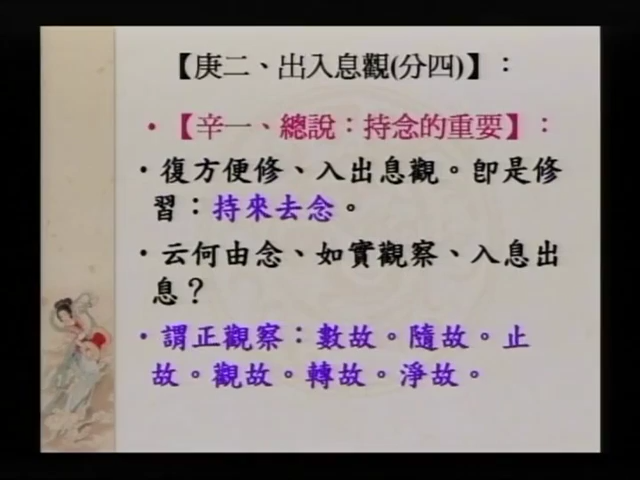 【庚二、出入息觀(分四)】：
•【辛一、總說：持念的重要】：
•復方便修、入出息觀。即是修
習：持來去念。
•云何由念、如實觀察、入息出
息？
•謂正觀察：數故。隨故。止
故。觀故。轉故。淨故。